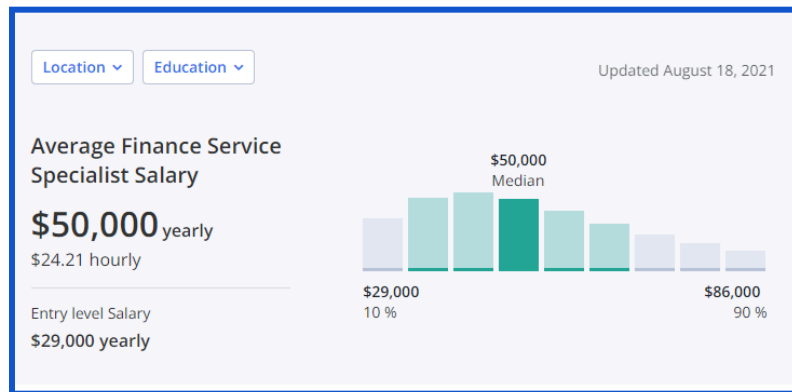 Location
Education
Updated August 18, 2021
Average Finance Service
Specialist Salary
$50,000 yearly
$24.21 hourly
Entry level Salary
$29,000 yearly
$50,000
Median
$29,000
10 %
$86,000
90 %